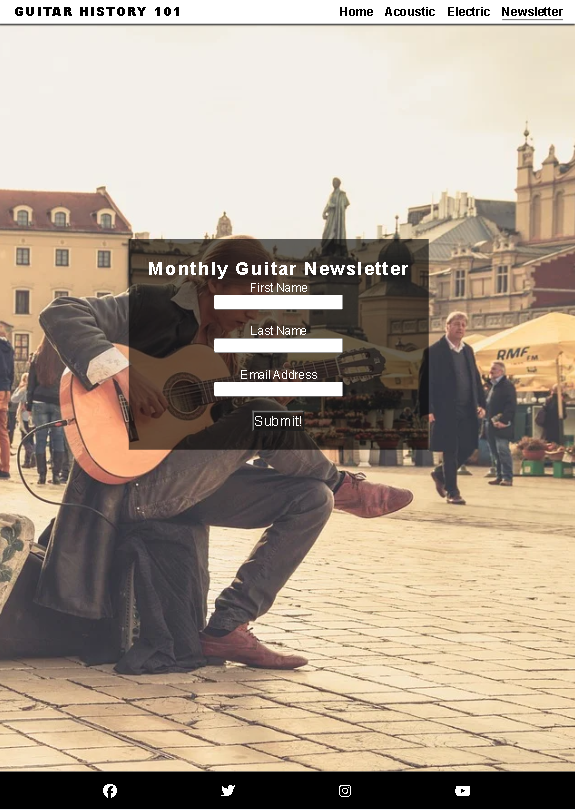 GUITAR HISTORY 101
Home Acoustic Electric Newsletter
Monthly Guitar Newsletter
First Name
Last Name
Email Address
Submit!
RMF FM